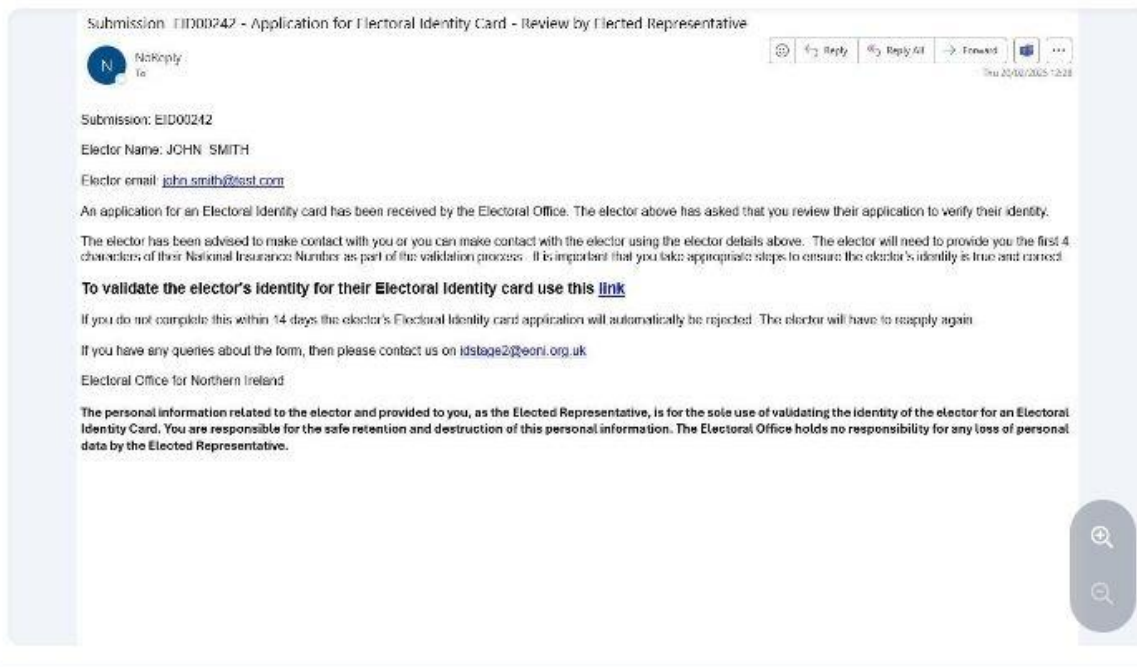 Submission EID00242 - Application for Electoral Identity Card - Review by Elected Representative
N
NoReply
To
Reply
Reply All
Forward
Thu 20/02/2025 12:28
Submission: EID00242
Elector Name: JOHN SMITH
Elector email: john.smith@test.com
An application for an Electoral Identity card has been received by the Electoral Office. The elector above has asked that you review their application to verify their identity.
The elector has been advised to make contact with you or you can make contact with the elector using the elector details above. The elector will need to provide you the first 4
characters of their National Insurance Number as part of the validation process. It is important that you take appropriate steps to ensure the elector's identity is true and correct
To validate the elector's identity for their Electoral Identity card use this link
If you do not complete this within 14 days the elector's Electoral Identity card application will automatically be rejected. The elector will have to reapply again
If you have any queries about the form, then please contact us on idstage2@eoni.org.uk
Electoral Office for Northern Ireland
The personal information related to the elector and provided to you, as the Elected Representative, is for the sole use of validating the identity of the elector for an Electoral
Identity Card. You are responsible for the safe retention and destruction of this personal information. The Electoral Office holds no responsibility for any loss of personal
data by the Elected Representative.